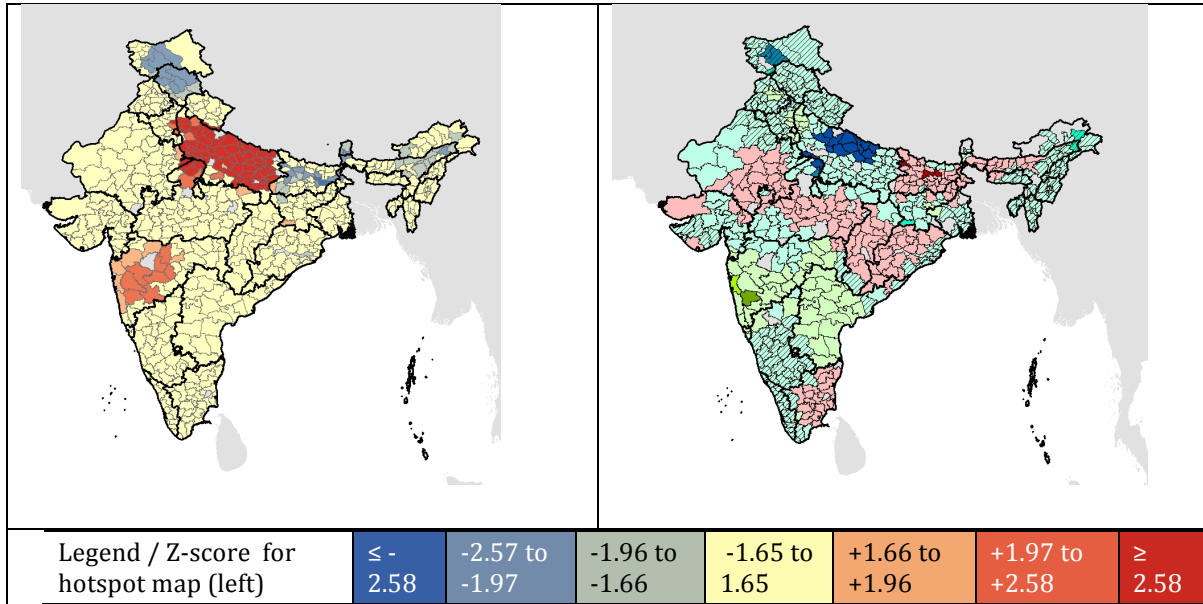 Legend / Z-score for
hotspot map (left)
≤ -
2.58
-2.57 to
-1.97
-1.96 to
-1.66
-1.65 to
1.65
+1.66 to
+1.96
+1.97 to
+2.58
≥
2.58